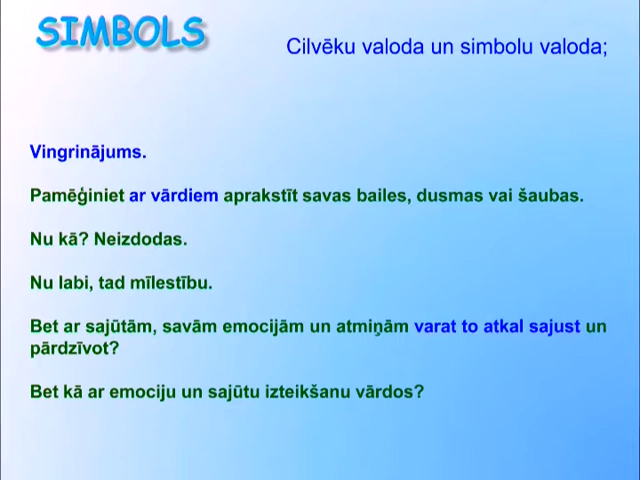 SIMBOLS
Cilvēku valoda un simbolu valoda;
Vingrinājums.
Pamēģiniet ar vārdiem aprakstīt savas bailes, dusmas vai šaubas.
Nu kā? Neizdodas.
Nu labi, tad mīlestību.
Bet ar sajūtām, savām emocijām un atmiņām varat to atkal sajust un
pārdzīvot?
Bet kā ar emociju un sajūtu izteikšanu vārdos?